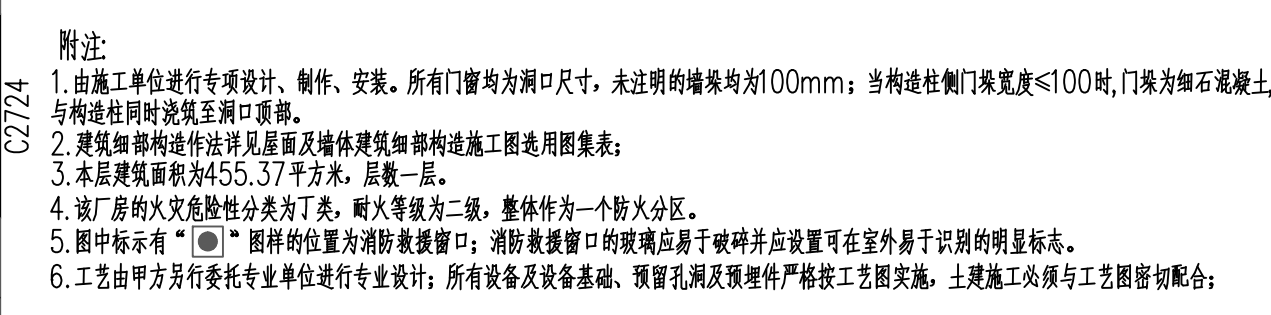 附注:
1.由施工单位进行专项设计、制作、安装。所有门窗均为洞口尺寸，未注明的墙垛均为100mm；当构造柱侧门垛宽度≤100时,门垛为细石混凝土,
与构造柱同时浇筑至洞口顶部。
2.建筑细部构造作法详见屋面及墙体建筑细部构造施工图选用图集表；
3.本层建筑面积为455.37平方米，层数一层。
4.该厂房的火灾危险性分类为丁类，耐火等级为二级，整体作为一个防火分区。
5.图中标示有“ ”图样的位置为消防救援窗口；消防救援窗口的玻璃应易于破碎并应设置可在室外易于识别的明显标志。
6.工艺由甲方另行委托专业单位进行专业设计；所有设备及设备基础、预留孔洞及预埋件严格按工艺图实施，土建施工必须与工艺图密切配合；
C2724